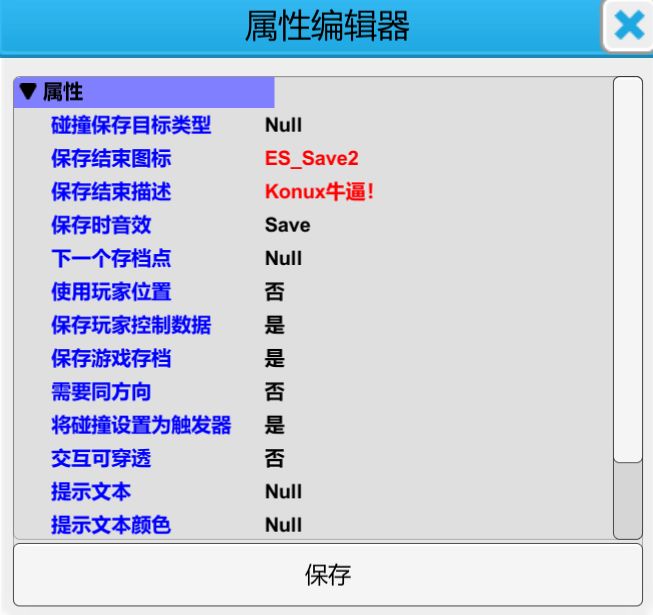 属性编辑器
▼ 属性
碰撞保存目标类型 Null
保存结束图标 ES_Save2
保存结束描述 Konux牛逼！
保存时音效 Save
下一个存档点 Null
使用玩家位置 否
保存玩家控制数据 是
保存游戏存档 是
需要同方向 否
将碰撞设置为触发器 是
交互可穿透 否
提示文本 Null
提示文本颜色 Null
保存